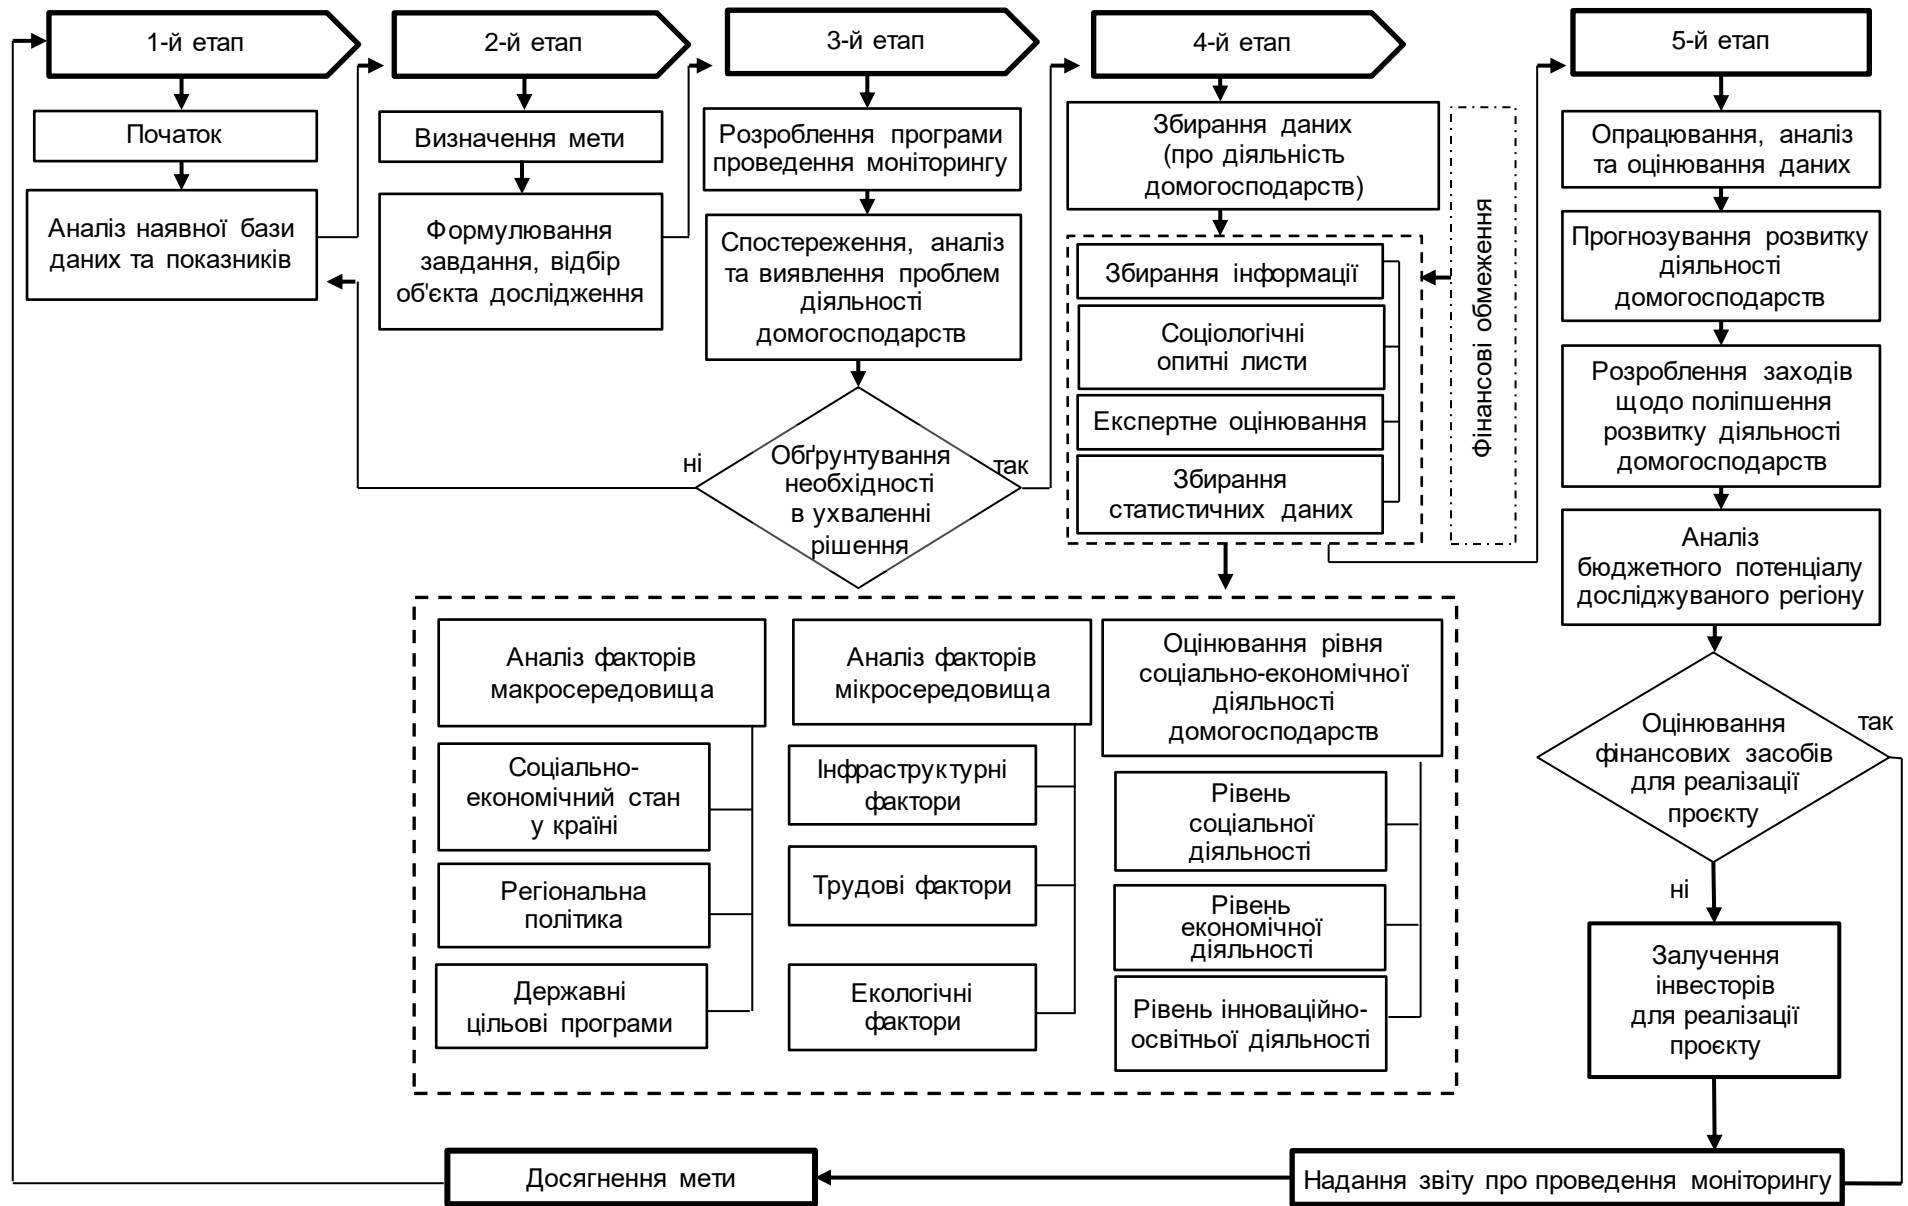 1-й етап
Початок
Аналіз наявної бази
даних та показників
2-й етап
Визначення мети
Формулювання
завдання, відбір
об'єкта дослідження
3-й етап
Розроблення програми
проведення моніторингу
Спостереження, аналіз
та виявлення проблем
діяльності
домогосподарств
ні
Обґрунтування
необхідності
в ухваленні
рішення
так
4-й етап
Збирання даних
(про діяльність
домогосподарств)
Збирання інформації
Соціологічні
опитні листи
Експертне оцінювання
Збирання
статистичних даних
Фінансові обмеження
Аналіз факторів
макросередовища
Соціально-
економічний стан
у країні
Регіональна
політика
Державні
цільові програми
Аналіз факторів
мікросередовища
Інфраструктурні
фактори
Трудові фактори
Екологічні
фактори
Оцінювання рівня
соціально-економічної
діяльності
домогосподарств
Рівень
соціальної
діяльності
Рівень
економічної
діяльності
Рівень інноваційно-
освітньої діяльності
5-й етап
Опрацювання, аналіз
та оцінювання даних
Прогнозування розвитку
діяльності
домогосподарств
Розроблення заходів
щодо поліпшення
розвитку діяльності
домогосподарств
Аналіз
бюджетного потенціалу
досліджуваного регіону
Оцінювання
фінансових засобів
для реалізації
проєкту
так
ні
Залучення
інвесторів
для реалізації
проєкту
Надання звіту про проведення моніторингу
Досягнення мети